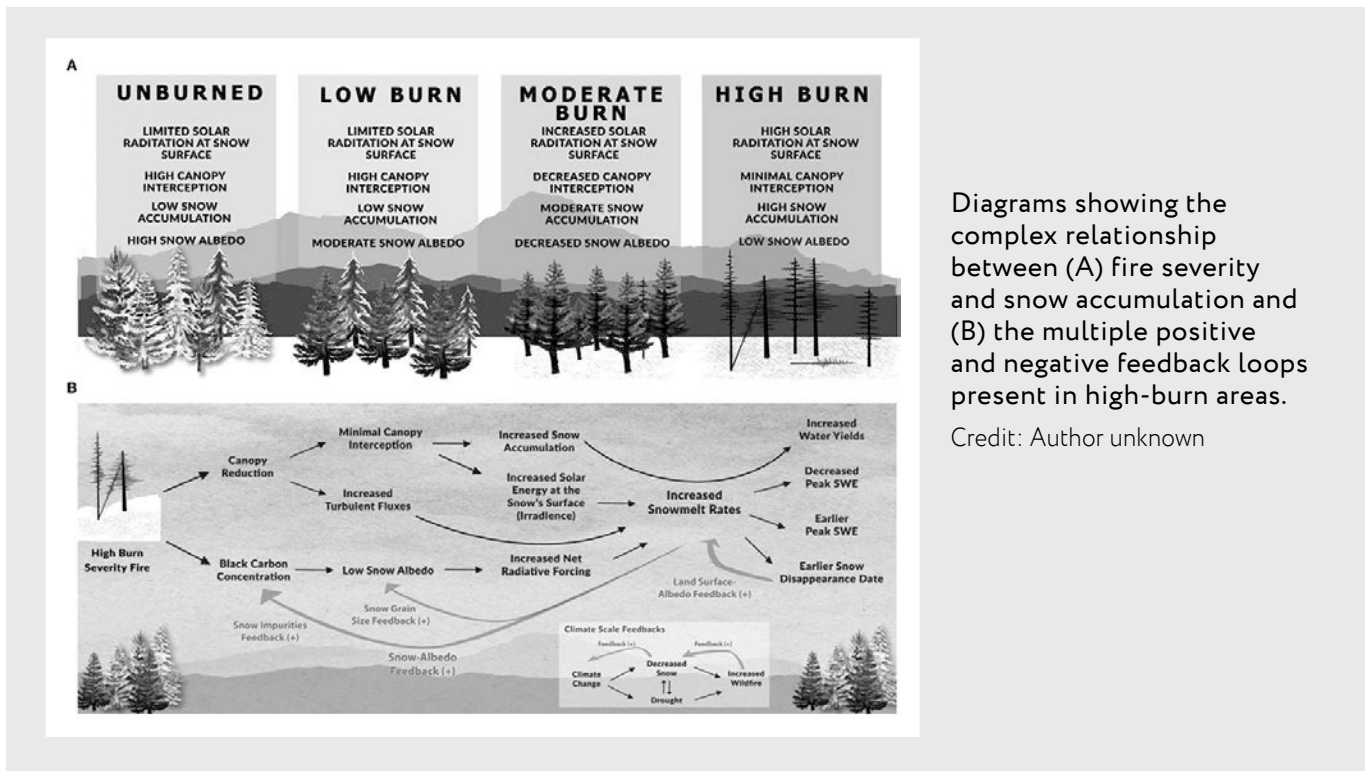 A
UNBURNED
LIMITED SOLAR
RADITATION AT SNOW
SURFACE
HIGH CANOPY
INTERCEPTION
LOW SNOW
ACCUMULATION
HIGH SNOW ALBEDO
LOW BURN
LIMITED SOLAR
RADITATION AT SNOW
SURFACE
HIGH CANOPY
INTERCEPTION
LOW SNOW
ACCUMULATION
MODERATE SNOW ALBEDO
MODERATE
BURN
INCREASED SOLAR
RADITATION AT SNOW
SURFACE
DECREASED CANOPY
INTERCEPTION
MODERATE SNOW
ACCUMULATION
DECREASED SNOW ALBEDO
HIGH BURN
HIGH SOLAR
RADITATION AT SNOW
SURFACE
MINIMAL CANOPY
INTERCEPTION
HIGH SNOW
ACCUMULATION
LOW SNOW ALBEDO
B
High Burn
Severity Fire
Canopy
Reduction
Black Carbon
Concentration
Minimal Canopy
Interception
Increased
Turbulent Fluxes
Low Snow Albedo
Increased Snow
Accumulation
Increased Solar
Energy at the
Snow's Surface
(Irradience)
Increased Net
Radiative Forcing
Increased
Snowmelt Rates
Increased
Water Yields
Decreased
Peak SWE
Earlier
Peak SWE
Earlier Snow
Disappearance Date
Land Surface-
Albedo Feedback (+)
Snow Grain
Size Feedback (+)
Snow Impurities
Feedback (+)
Snow-Albedo
Feedback (+)
Climate Scale Feedbacks
Feedback (+)
Feedback (+)
Climate
Change
Decreased
Snow
Drought
Increased
Wildfire
Diagrams showing the
complex relationship
between (A) fire severity
and snow accumulation and
(B) the multiple positive
and negative feedback loops
present in high-burn areas.
Credit: Author unknown